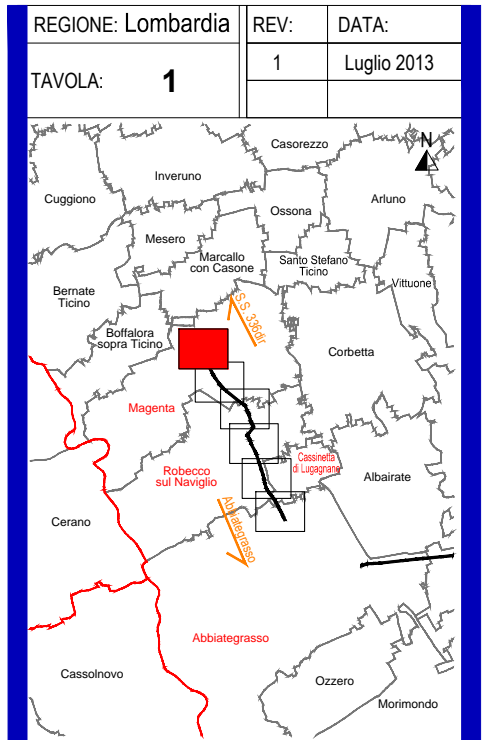 REGIONE: Lombardia
REV:
DATA:
TAVOLA: 1
1
Luglio 2013
N
Casorezzo
Inveruno
Cuggiono
Arluno
Ossona
Mesero
Marcallo
con Casone
Santo Stefano
Ticino
Vittuone
Bernate
Ticino
S.S. 336dir
Boffalora
sopra Ticino
Corbetta
Magenta
Cassinetta
di Lugagnano
Robecco
sul Naviglio
Albairate
Abbiategrasso
Cerano
Abbiategrasso
Cassolnovo
Ozzero
Morimondo